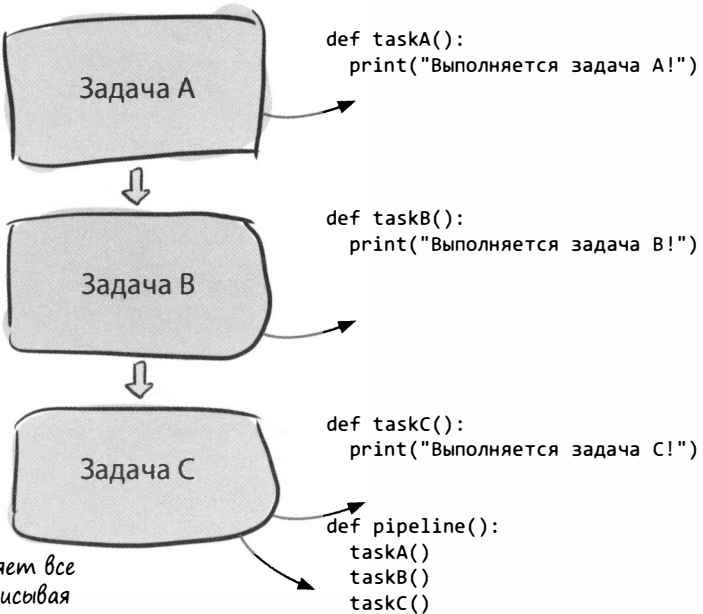 Задача A
def taskA():
print("Выполняется задача A!")
Задача B
def taskB():
print("Выполняется задача B!")
Задача C
def taskC():
print("Выполняется задача C!")
def pipeline():
taskA()
taskB()
taskC()
все